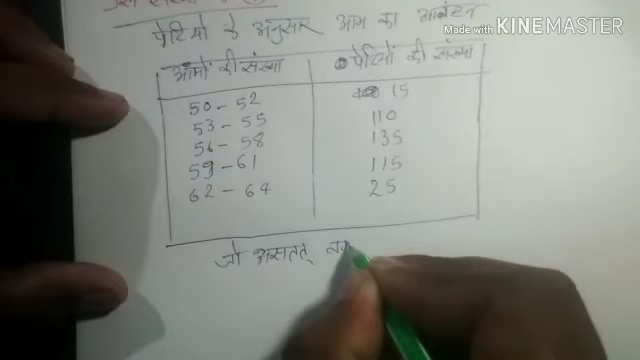 Made with KINEMASTER
पेटियों के अनुसार आम का आबंटन
आमों की संख्या पेटियों की संख्या
50 - 52 15
53 - 55 110
56 - 58 135
59 - 61 115
62 - 64 25
जो असतत्